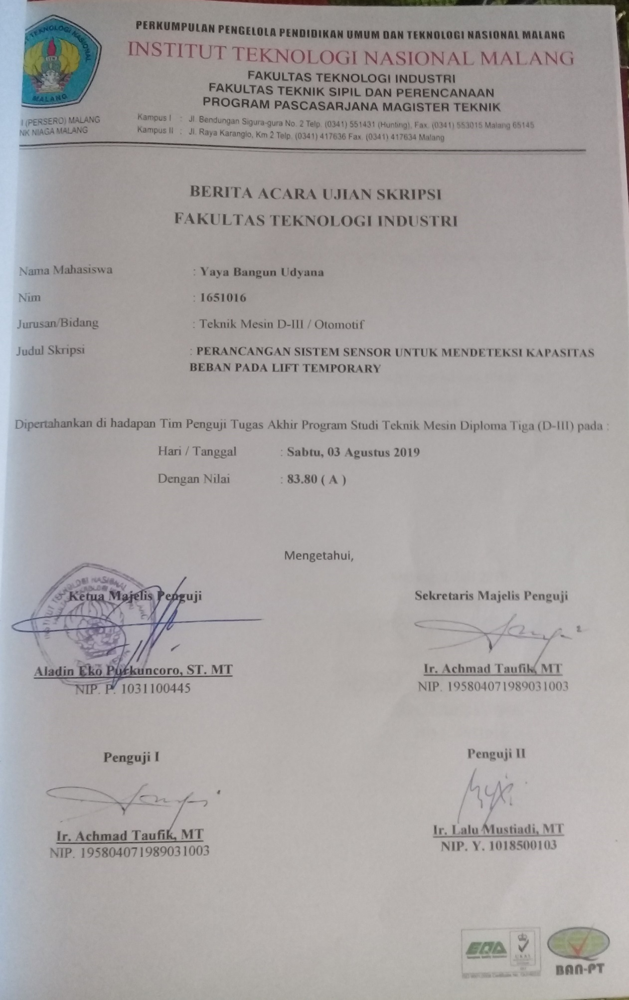 PERKUMPULAN PENGELOLA PENDIDIKAN UMUM DAN TEKNOLOGI NASIONAL MALANG
INSTITUT TEKNOLOGI NASIONAL MALANG
FAKULTAS TEKNOLOGI INDUSTRI
FAKULTAS TEKNIK SIPIL DAN PERENCANAAN
PROGRAM PASCASARJANA MAGISTER TEKNIK
TEKNOLOGI NASIONAL
MALANG
I (PERSERO) MALANG
NK NIAGA MALANG
Kampus I : Jl. Bendungan Sigura-gura No. 2 Telp. (0341) 551431 (Hunting), Fax. (0341) 553015 Malang 65145
Kampus II : Jl. Raya Karanglo, Km 2 Telp. (0341) 417636 Fax. (0341) 417634 Malang
BERITA ACARA UJIAN SKRIPSI
FAKULTAS TEKNOLOGI INDUSTRI
Nama Mahasiswa : Yaya Bangun Udyana
Nim : 1651016
Jurusan/Bidang : Teknik Mesin D-III / Otomotif
Judul Skripsi : PERANCANGAN SISTEM SENSOR UNTUK MENDETEKSI KAPASITAS
BEBAN PADA LIFT TEMPORARY
Dipertahankan di hadapan Tim Penguji Tugas Akhir Program Studi Teknik Mesin Diploma Tiga (D-III) pada :
Hari / Tanggal : Sabtu, 03 Agustus 2019
Dengan Nilai : 83.80 ( A )
Mengetahui,
Ketua Majelis Penguji
INSTITUT TEKNOLOGI NASIONAL MALANG
Aladin Eko Purkuncoro, ST. MT
NIP. P. 1031100445
Sekretaris Majelis Penguji
Ir. Achmad Taufik, MT
NIP. 195804071989031003
Penguji I
Ir. Achmad Taufik, MT
NIP. 195804071989031003
Penguji II
Ir. Lalu Mustiadi, MT
NIP. Y. 1018500103
EQA
UKAS
BAN-PT